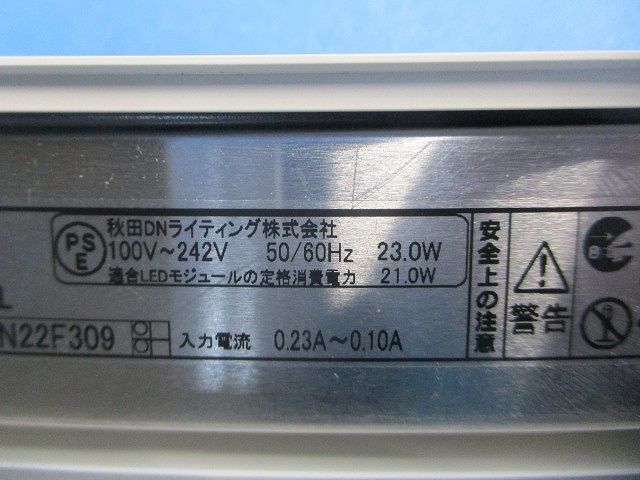 PSE
秋田DNライティング株式会社
100V～242V 50/60Hz 23.0W
適合LEDモジュールの定格消費電力 21.0W
N22F309 入力電流 0.23A～0.10A
安全上の注意
警告